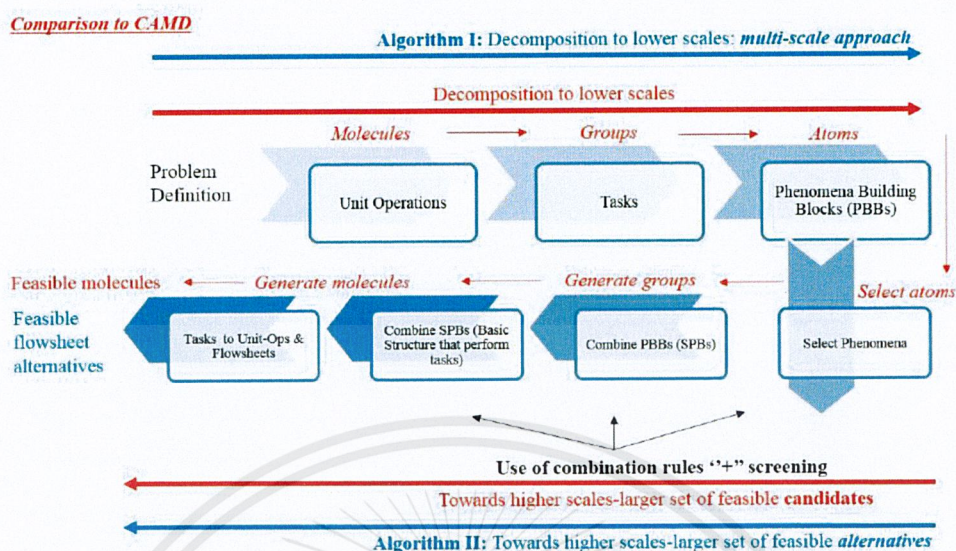 Comparison to CAMD
Algorithm I: Decomposition to lower scales: multi-scale approach
Decomposition to lower scales
Molecules
Groups
Atoms
Problem
Definition
Unit Operations
Tasks
Phenomena Building
Blocks (PBBs)
Feasible molecules
Generate molecules
Generate groups
Select atoms
Feasible
flowsheet
alternatives
Tasks to Unit-Ops &
Flowsheets
Combine SPBs (Basic
Structure that perform
tasks)
Combine PBBs (SPBs)
Select Phenomena
Use of combination rules ‘’+” screening
Towards higher scales-larger set of feasible candidates
Algorithm II: Towards higher scales-larger set of feasible alternatives